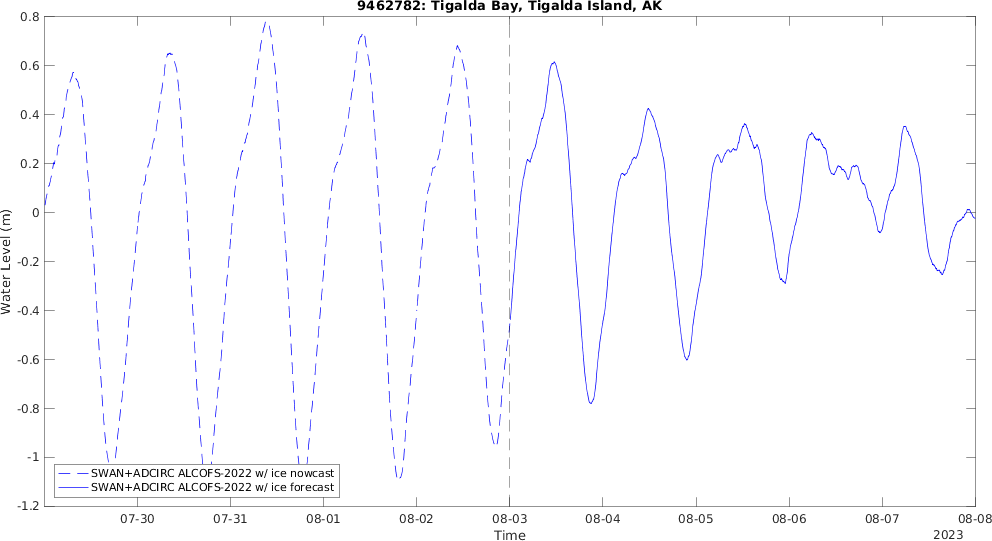 9462782: Tigalda Bay, Tigalda Island, AK
Water Level (m)
0.8
0.6
0.4
0.2
0
-0.2
-0.4
-0.6
-0.8
-1
-1.2
SWAN+ADCIRC ALCOFS-2022 w/ ice nowcast
SWAN+ADCIRC ALCOFS-2022 w/ ice forecast
07-30 07-31 08-01 08-02 08-03 08-04 08-05 08-06 08-07 08-08
Time
2023